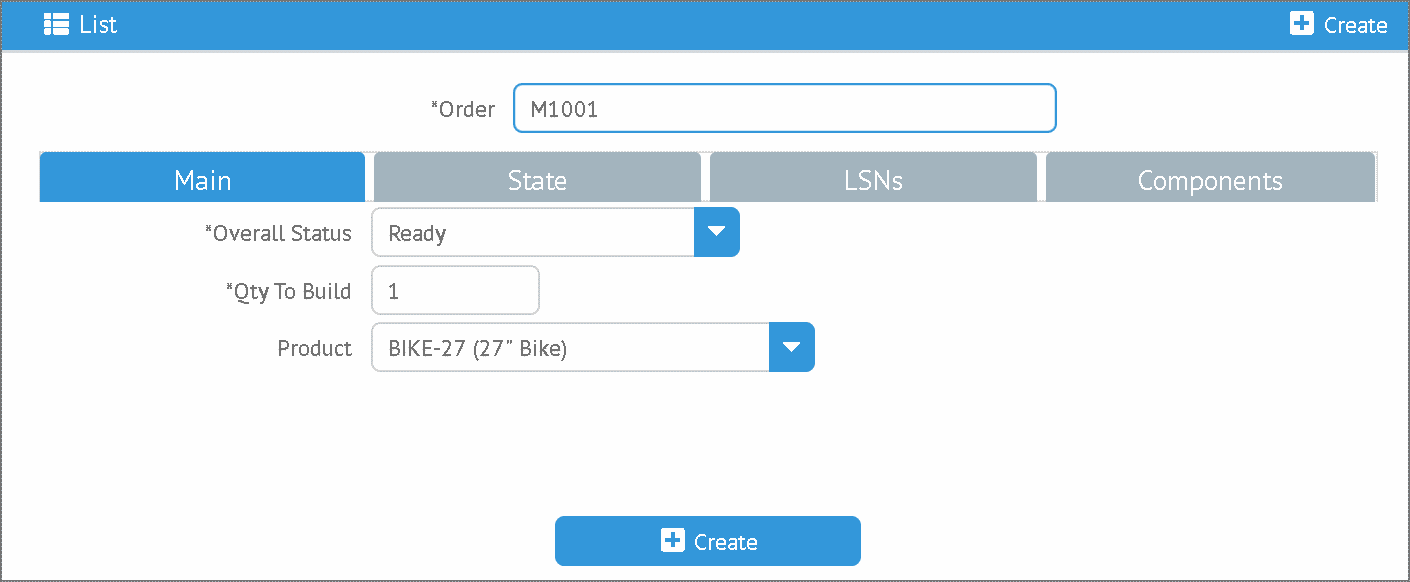 List
Create
*Order M1001
Main State LSNs Components
*Overall Status Ready
*Qty To Build 1
Product BIKE-27 (27" Bike)
Create